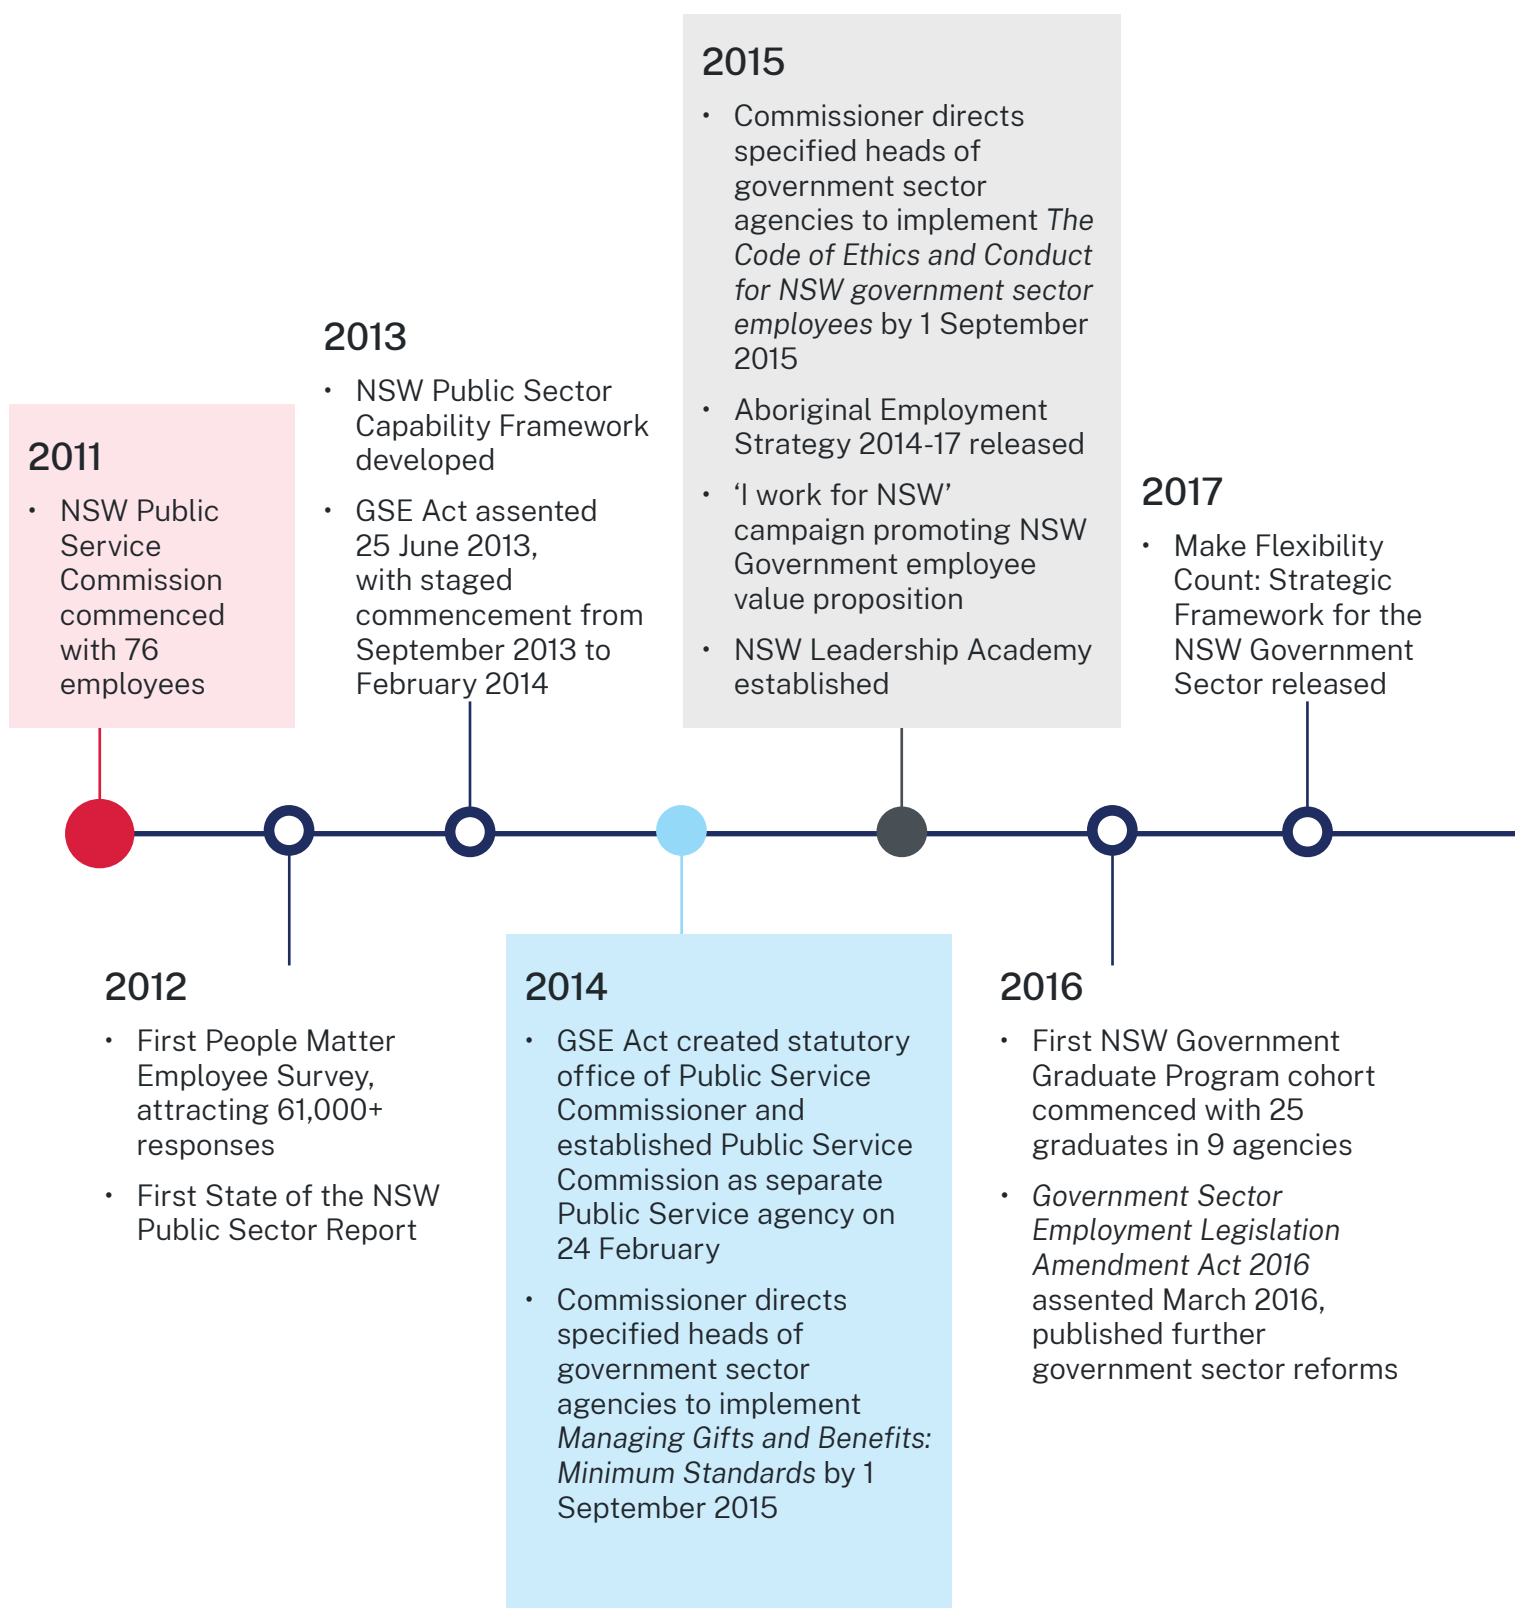 2011
• NSW Public
Service
Commission
commenced
with 76
employees
2012
• First People Matter
Employee Survey,
attracting 61,000+
responses
• First State of the NSW
Public Sector Report
2013
• NSW Public Sector
Capability Framework
developed
• GSE Act assented
25 June 2013,
with staged
commencement from
September 2013 to
February 2014
2014
• GSE Act created statutory
office of Public Service
Commissioner and
established Public Service
Commission as separate
Public Service agency on
24 February
• Commissioner directs
specified heads of
government sector
agencies to implement
Managing Gifts and Benefits:
Minimum Standards by 1
September 2015
2015
• Commissioner directs
specified heads of
government sector
agencies to implement The
Code of Ethics and Conduct
for NSW government sector
employees by 1 September
2015
• Aboriginal Employment
Strategy 2014-17 released
• ‘I work for NSW’
campaign promoting NSW
Government employee
value proposition
• NSW Leadership Academy
established
2016
• First NSW Government
Graduate Program cohort
commenced with 25
graduates in 9 agencies
• Government Sector
Employment Legislation
Amendment Act 2016
assented March 2016,
published further
government sector reforms
2017
• Make Flexibility
Count: Strategic
Framework for the
NSW Government
Sector released